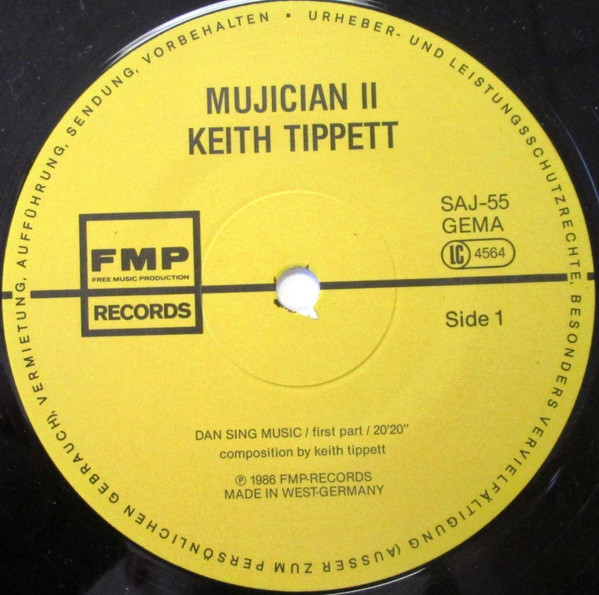 MUJICIAN II
KEITH TIPPETT
FMP
FREE MUSIC PRODUCTION
RECORDS
SAJ-55
GEMA
LC 4564
Side 1
DAN SING MUSIC / first part / 20'20"
composition by keith tippett
℗ 1986 FMP-RECORDS
MADE IN WEST-GERMANY
URHEBER- UND LEISTUNGSSCHUTZRECHTE, BESONDERS VERVIELFÄLTIGUNG (AUSSER ZUM PERSÖNLICHEN GEBRAUCH), VERMIETUNG, AUFFÜHRUNG, SENDUNG, VORBEHALTEN ▪